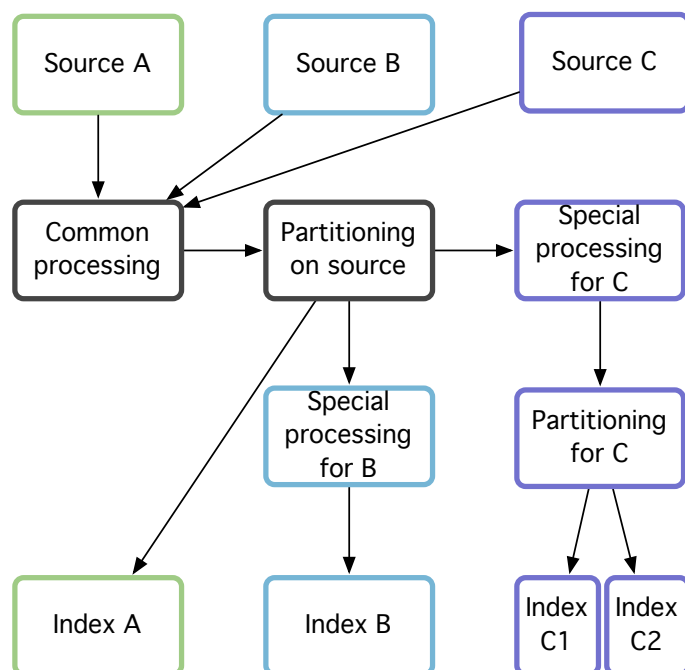 Source A
Source B
Source C
Common
processing
Partitioning
on source
Special
processing
for C
Special
processing
for B
Partitioning
for C
Index A
Index B
Index
C1
Index
C2